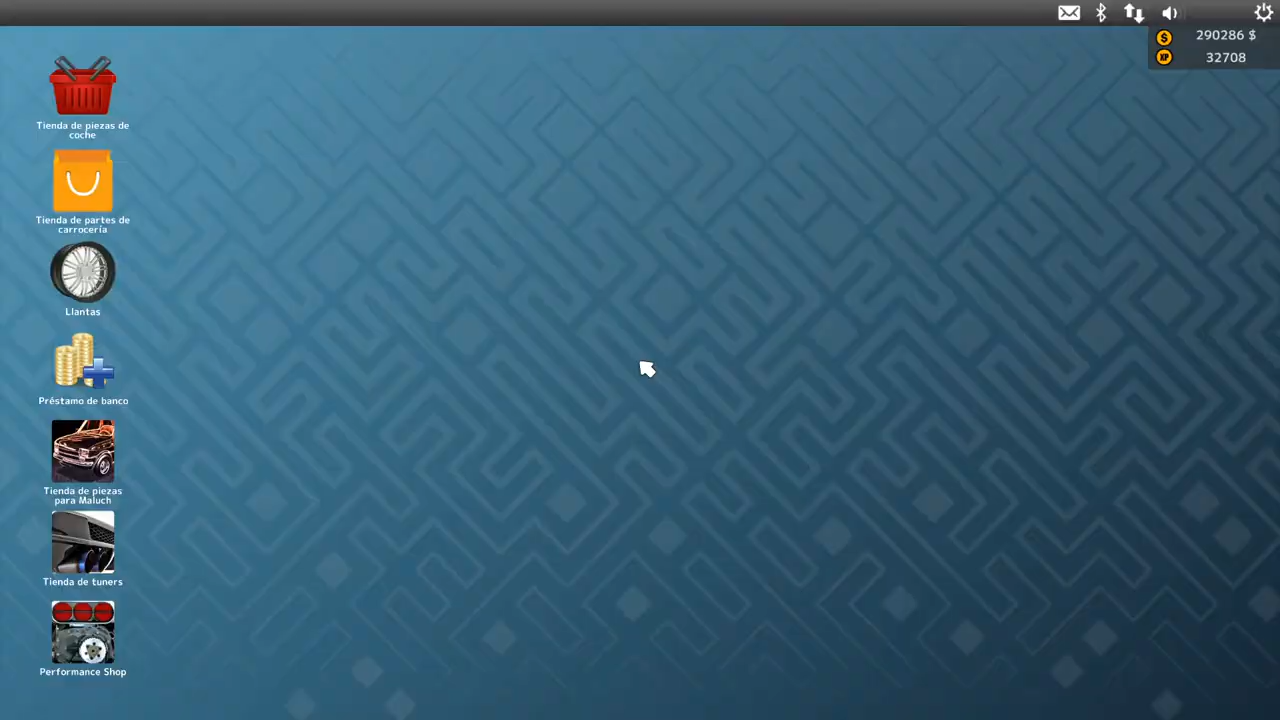 290286 $
XP
32708
Tienda de piezas de
coche
Tienda de partes de
carrocería
Llantas
Préstamo de banco
Tienda de piezas
para Maluch
Tienda de tuners
Performance Shop